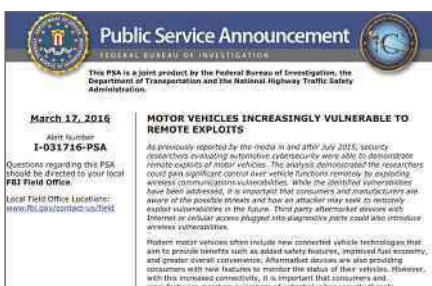 Public Service Announcement
FEDERAL BUREAU OF INVESTIGATION
This PSA is a joint product by the Federal Bureau of Investigation, the
Department of Transportation and the National Highway Traffic Safety
Administration.
March 17, 2016
Alert Number
I-031716-PSA
Questions regarding this PSA
should be directed to your local
FBI Field Office.
Local Field Office Locations:
www.fbi.gov/contact-us/field
MOTOR VEHICLES INCREASINGLY VULNERABLE TO
REMOTE EXPLOITS
As previously reported by the media in and after July 2015, security
researchers evaluating automotive cybersecurity were able to demonstrate
remote exploits of motor vehicles. The analysis demonstrated the researchers
could gain significant control over vehicle functions remotely by exploiting
wireless communications vulnerabilities. While the identified vulnerabilities
have been addressed, it is important that consumers and manufacturers are
aware of the possible threats and how an attacker may seek to remotely
exploit vulnerabilities in the future. Third party aftermarket devices with
Internet or cellular access plugged into diagnostics ports could also introduce
wireless vulnerabilities.
Modern motor vehicles often include new connected vehicle technologies that
aim to provide benefits such as added safety features, improved fuel economy,
and greater overall convenience. Aftermarket devices are also providing
consumers with new features to monitor the status of their vehicles. However,
with this increased connectivity, it is important that consumers and